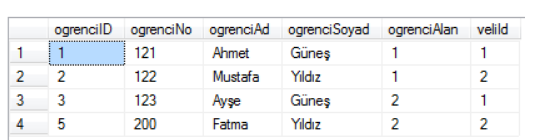 ogrenciID ogrenciNo ogrenciAd ogrenciSoyad ogrenciAlan veliId
1 1 121 Ahmet Güneş 1 1
2 2 122 Mustafa Yıldız 1 2
3 3 123 Ayşe Güneş 2 1
4 5 200 Fatma Yıldız 2 2